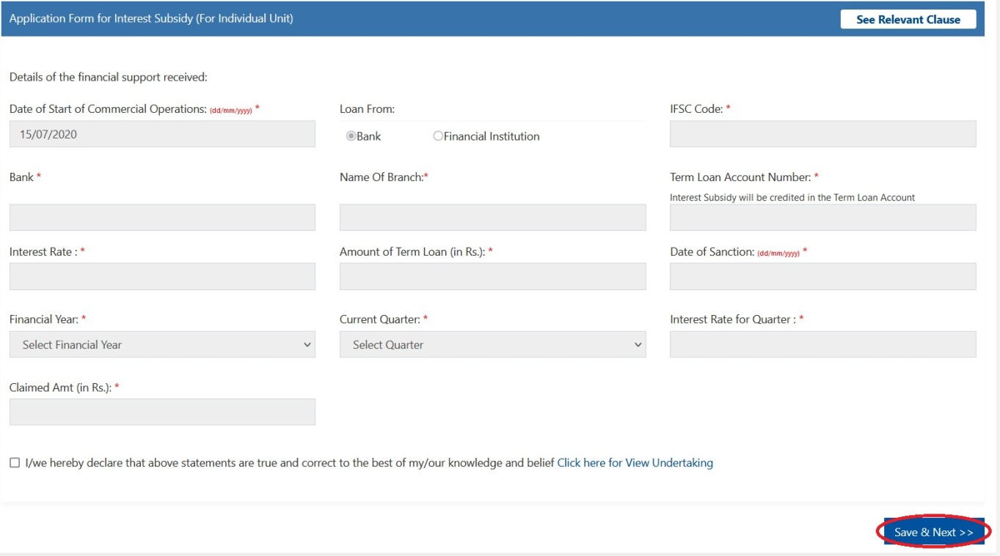 Application Form for Interest Subsidy (For Individual Unit)
See Relevant Clause
Details of the financial support received:
Date of Start of Commercial Operations: (dd/mm/yyyy) *
Loan From:
IFSC Code: *
15/07/2020
Bank
Financial Institution
Bank *
Name Of Branch:*
Term Loan Account Number: *
Interest Subsidy will be credited in the Term Loan Account
Interest Rate : *
Amount of Term Loan (in Rs.): *
Date of Sanction: (dd/mm/yyyy) *
Financial Year: *
Current Quarter: *
Interest Rate for Quarter : *
Select Financial Year
Select Quarter
Claimed Amt (in Rs.): *
I/we hereby declare that above statements are true and correct to the best of my/our knowledge and belief Click here for View Undertaking
Save & Next >>